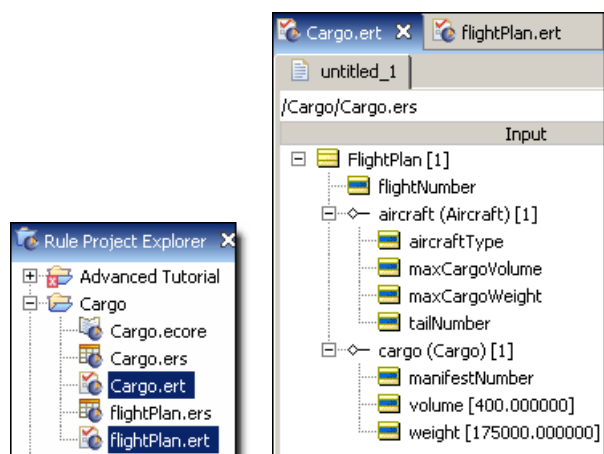 Rule Project Explorer
Advanced Tutorial
Cargo
Cargo.ecore
Cargo.ers
Cargo.ert
flightPlan.ers
flightPlan.ert
Cargo.ert flightPlan.ert
untitled_1
/Cargo/Cargo.ers
Input
FlightPlan [1]
flightNumber
aircraft (Aircraft) [1]
aircraftType
maxCargoVolume
maxCargoWeight
tailNumber
cargo (Cargo) [1]
manifestNumber
volume [400.000000]
weight [175000.000000]